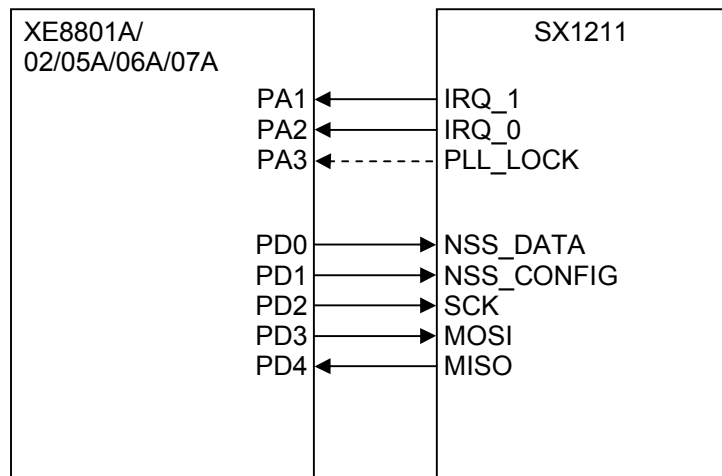 XE8801A/
02/05A/06A/07A
SX1211
PA1
IRQ_1
PA2
IRQ_0
PA3
PLL_LOCK
PD0
NSS_DATA
PD1
NSS_CONFIG
PD2
SCK
PD3
MOSI
PD4
MISO